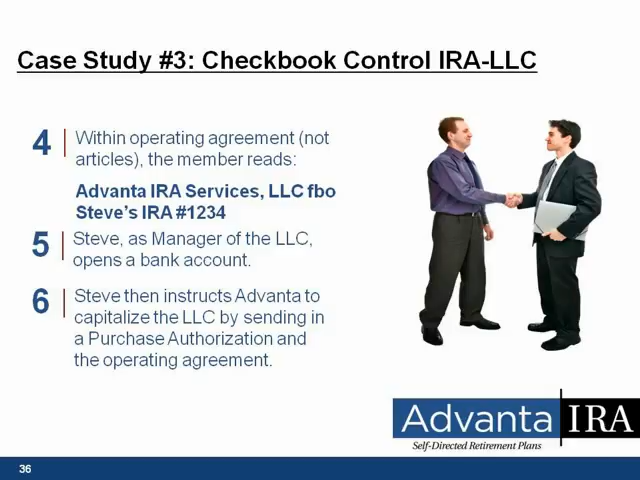 Case Study #3: Checkbook Control IRA-LLC
4
Within operating agreement (not
articles), the member reads:
Advanta IRA Services, LLC fbo
Steve's IRA #1234
5
Steve, as Manager of the LLC,
opens a bank account.
6
Steve then instructs Advanta to
capitalize the LLC by sending in
a Purchase Authorization and
the operating agreement.
Advanta IRA
Self-Directed Retirement Plans
36